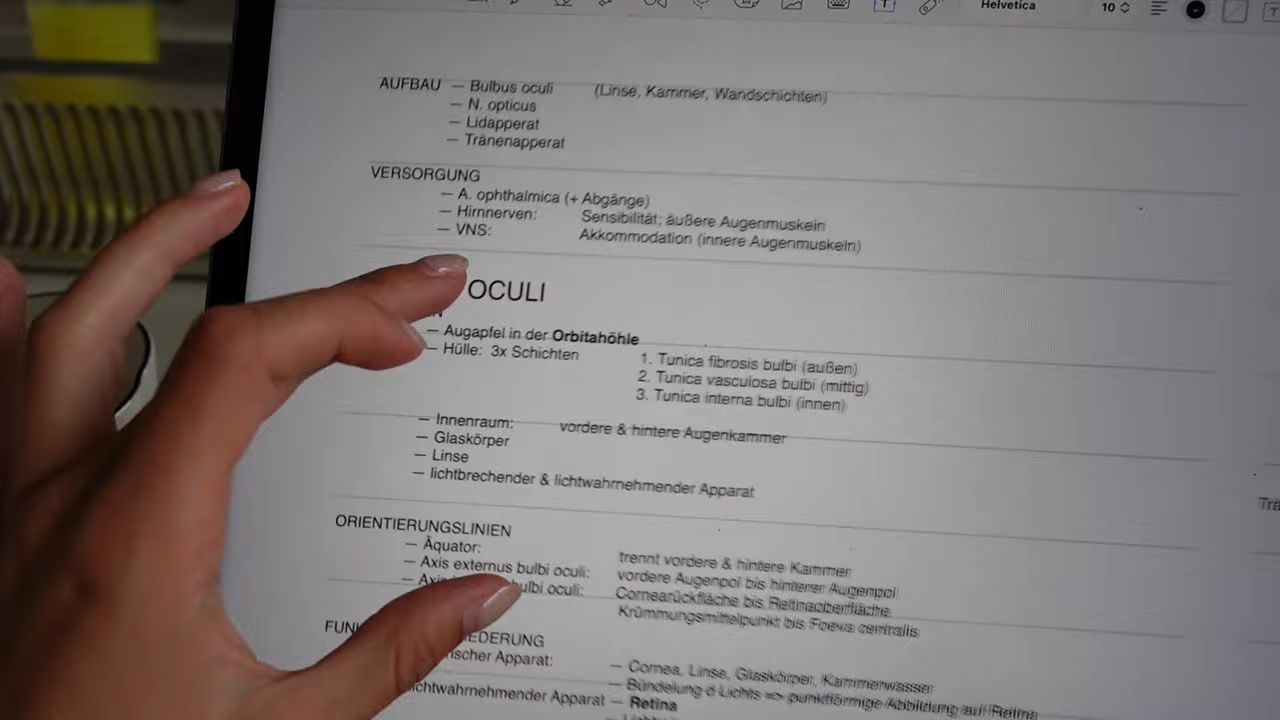 Helvetica 10
AUFBAU — Bulbus oculi (Linse, Kammer, Wandschichten)
— N. opticus
— Lidapperat
— Tränenapperat
VERSORGUNG
— A. ophthalmica (+ Abgänge)
— Hirnnerven: Sensibilität; äußere Augenmuskeln
— VNS: Akkommodation (innere Augenmuskeln)
OCULI
— Augapfel in der Orbitahöhle
— Hülle: 3x Schichten 1. Tunica fibrosis bulbi (außen)
2. Tunica vasculosa bulbi (mittig)
3. Tunica interna bulbi (innen)
— Innenraum: vordere & hintere Augenkammer
— Glaskörper
— Linse
— lichtbrechender & lichtwahrnehmender Apparat
ORIENTIERUNGSLINIEN
— Äquator: trennt vordere & hintere Kammer
— Axis externus bulbi oculi: vordere Augenpol bis hinterer Augenpol
bulbi oculi: Cornearückfläche bis Retinaoberfläche
Krümmungsmittelpunkt bis Foeva centralis
Apparat: — Cornea, Linse, Glaskörper, Kammerwasser
— Bündelung d Lichts => punktförmige Abbildung auf Retina
Apparat — Retina